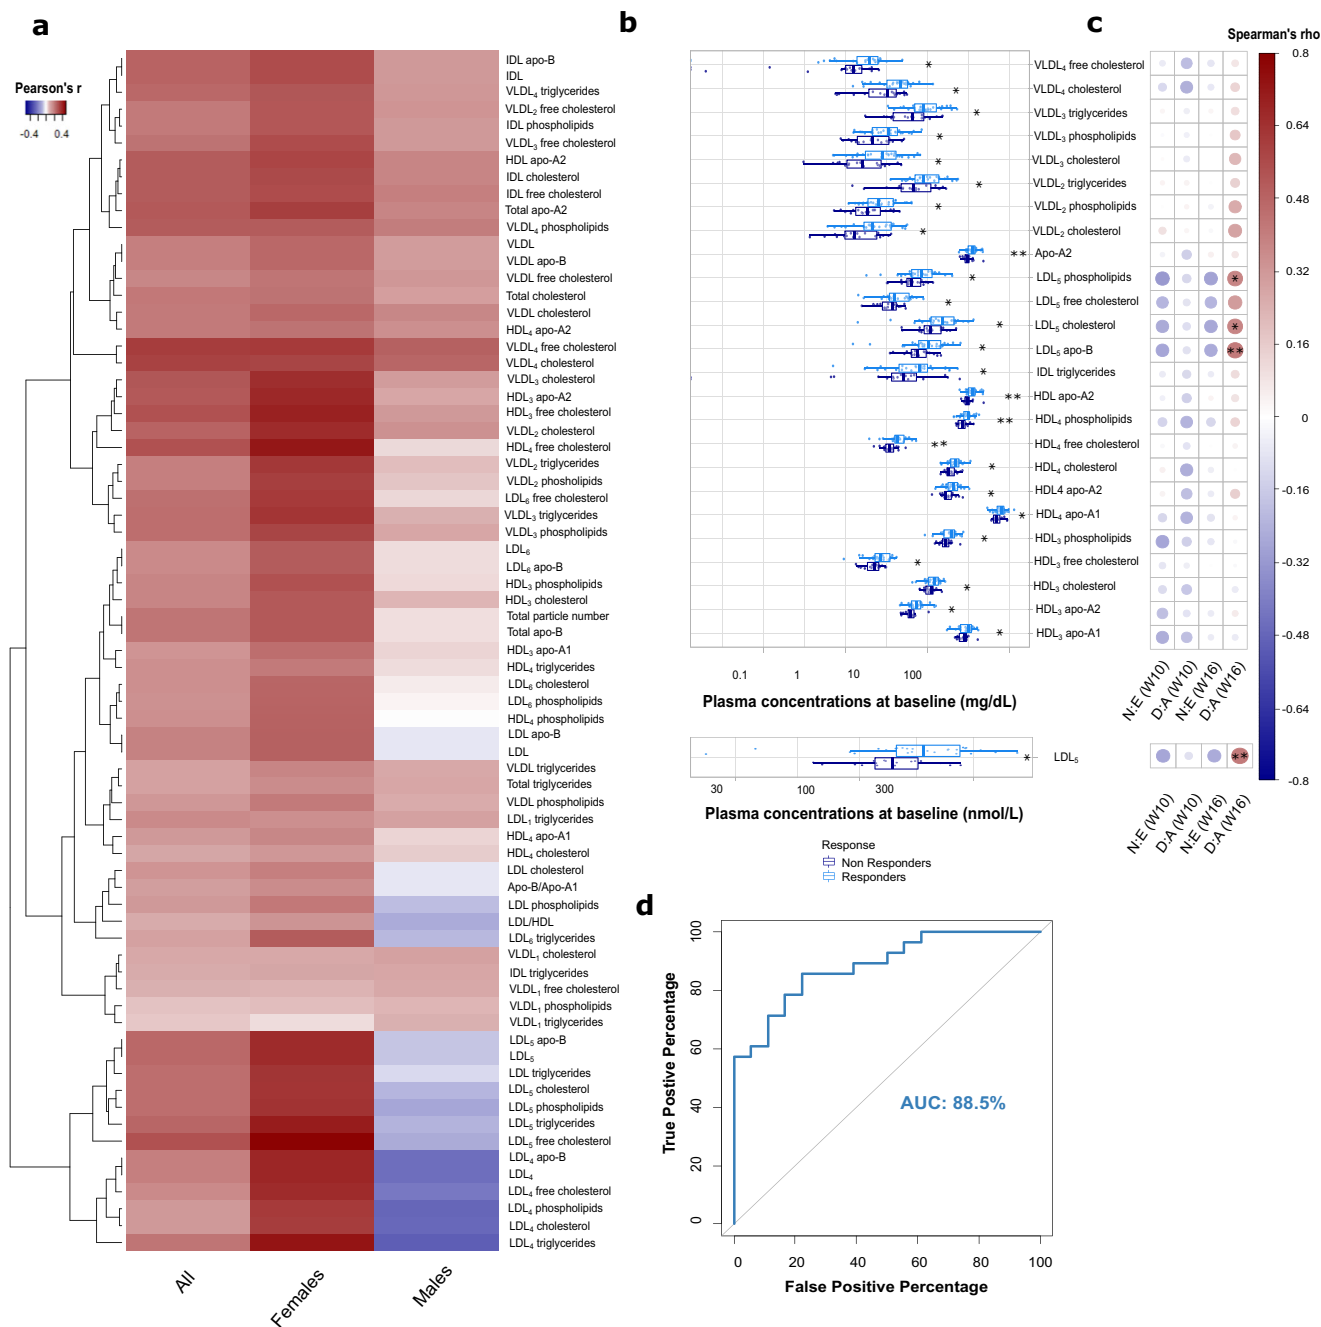 a
Pearson's r
-0.4 0.4
IDL apo-B
IDL
VLDL₄ triglycerides
VLDL₂ free cholesterol
IDL phospholipids
VLDL₃ free cholesterol
HDL apo-A2
IDL cholesterol
IDL free cholesterol
Total apo-A2
VLDL₄ phospholipids
VLDL
VLDL apo-B
VLDL free cholesterol
Total cholesterol
VLDL cholesterol
HDL₄ apo-A2
VLDL₄ free cholesterol
VLDL₄ cholesterol
VLDL₃ cholesterol
HDL₃ apo-A2
HDL₃ free cholesterol
VLDL₂ cholesterol
HDL₄ free cholesterol
VLDL₂ triglycerides
VLDL₂ phosholipids
LDL₆ free cholesterol
VLDL₃ triglycerides
VLDL₃ phospholipids
LDL₆
LDL₆ apo-B
HDL₃ phospholipids
HDL₃ cholesterol
Total particle number
Total apo-B
HDL₃ apo-A1
HDL₄ triglycerides
LDL₆ cholesterol
LDL₆ phospholipids
HDL₄ phospholipids
LDL apo-B
LDL
VLDL triglycerides
Total triglycerides
VLDL phospholipids
LDL₁ triglycerides
HDL₄ apo-A1
HDL₄ cholesterol
LDL cholesterol
Apo-B/Apo-A1
LDL phospholipids
LDL/HDL
LDL₆ triglycerides
VLDL₁ cholesterol
IDL triglycerides
VLDL₁ free cholesterol
VLDL₁ phospholipids
VLDL₁ triglycerides
LDL₅ apo-B
LDL₅
LDL triglycerides
LDL₅ cholesterol
LDL₅ phospholipids
LDL₅ triglycerides
LDL₅ free cholesterol
LDL₄ apo-B
LDL₄
LDL₄ free cholesterol
LDL₄ phospholipids
LDL₄ cholesterol
LDL₄ triglycerides
All Females Males
b
* VLDL₄ free cholesterol
* VLDL₄ cholesterol
* VLDL₃ triglycerides
* VLDL₃ phospholipids
* VLDL₃ cholesterol
* VLDL₂ triglycerides
* VLDL₂ phospholipids
* VLDL₂ cholesterol
** Apo-A2
* LDL₅ phospholipids
* LDL₅ free cholesterol
* LDL₅ cholesterol
* LDL₅ apo-B
* IDL triglycerides
** HDL apo-A2
** HDL₄ phospholipids
** HDL₄ free cholesterol
* HDL₄ cholesterol
* HDL4 apo-A2
* HDL₄ apo-A1
* HDL₃ phospholipids
* HDL₃ free cholesterol
* HDL₃ cholesterol
* HDL₃ apo-A2
* HDL₃ apo-A1
0.1 1 10 100
Plasma concentrations at baseline (mg/dL)
* LDL₅
30 100 300
Plasma concentrations at baseline (nmol/L)
Response
Non Responders
Responders
c
Spearman's rho
*
*
**
N:E (W10) D:A (W10) N:E (W16) D:A (W16)
**
N:E (W10) D:A (W10) N:E (W16) D:A (W16)
0.8
0.64
0.48
0.32
0.16
0
-0.16
-0.32
-0.48
-0.64
-0.8
d
True Postive Percentage
100
80
60
40
20
0
AUC: 88.5%
0 20 40 60 80 100
False Positive Percentage